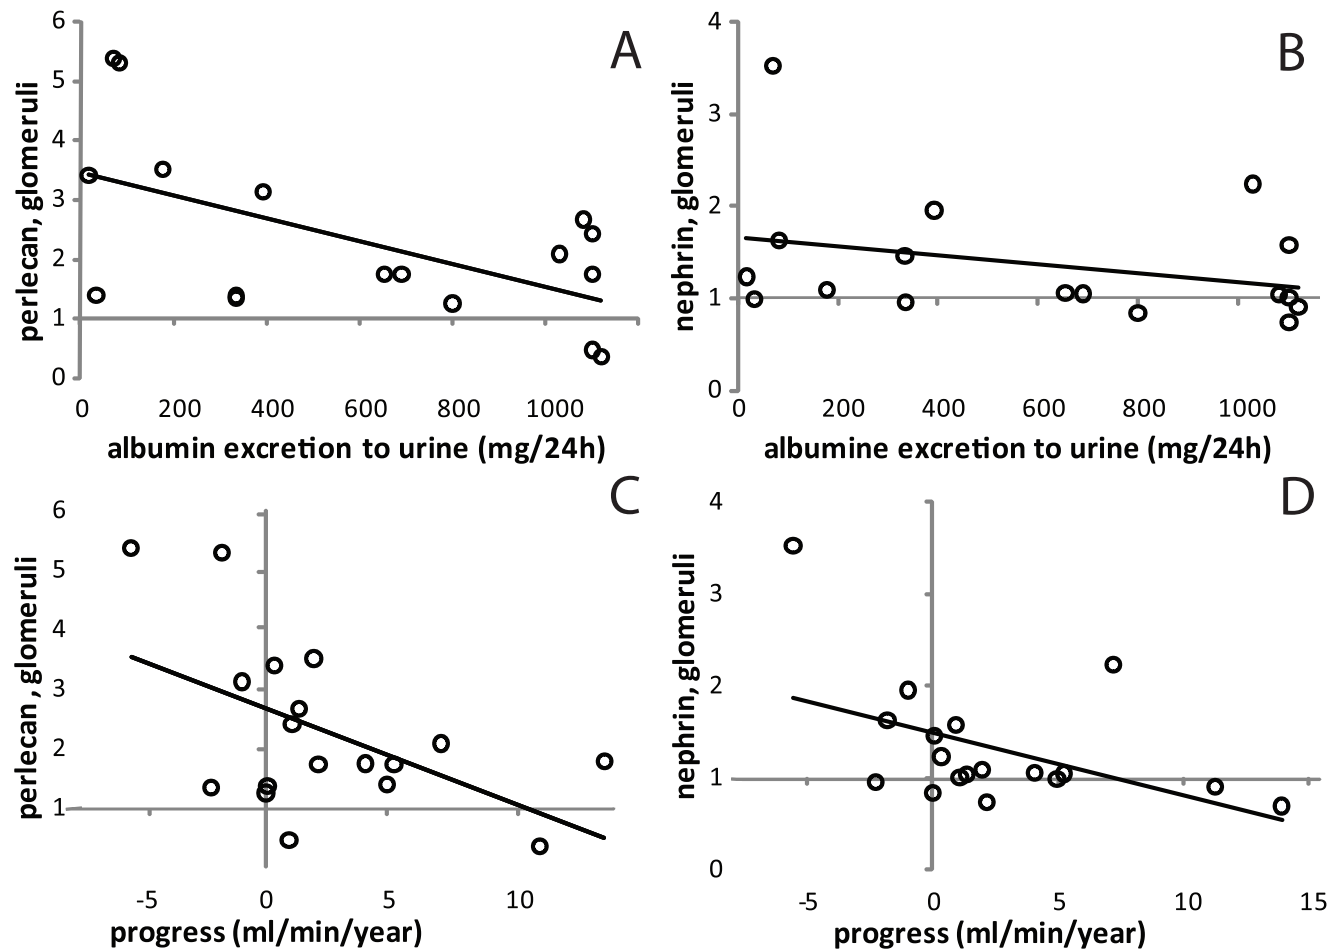 A
6
5
4
3
2
1
0
perlecan, glomeruli
0 200 400 600 800 1000
albumin excretion to urine (mg/24h)
B
4
3
2
1
0
nephrin, glomeruli
0 200 400 600 800 1000
albumine excretion to urine (mg/24h)
C
6
5
4
3
2
1
perlecan, glomeruli
-5 0 5 10
progress (ml/min/year)
D
4
3
2
1
0
nephrin, glomeruli
-5 0 5 10 15
progress (ml/min/year)